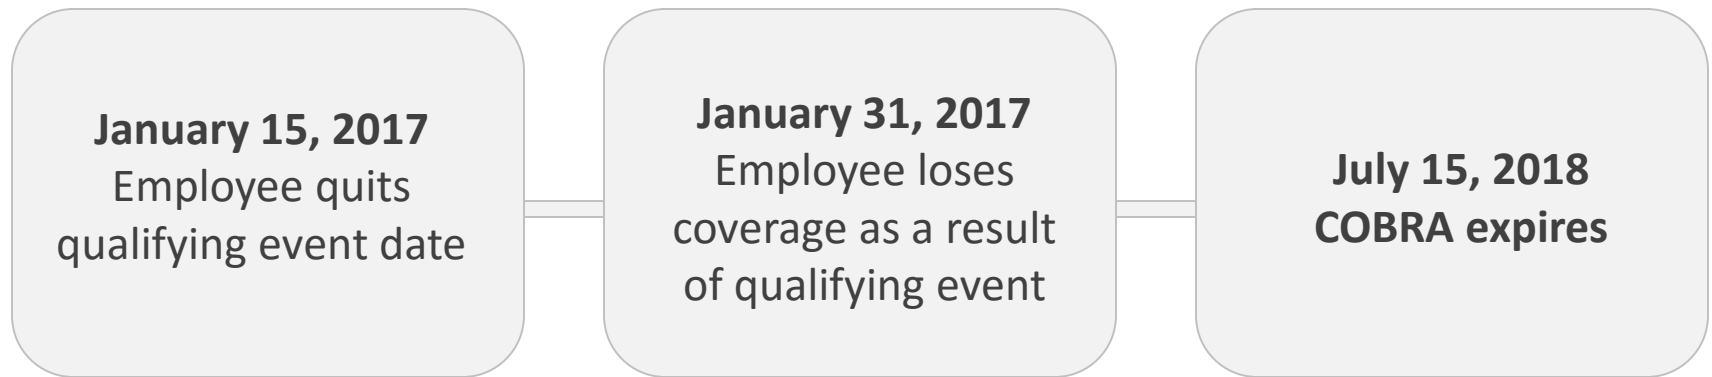 January 15, 2017
Employee quits
qualifying event date
January 31, 2017
Employee loses
coverage as a result
of qualifying event
July 15, 2018
COBRA expires